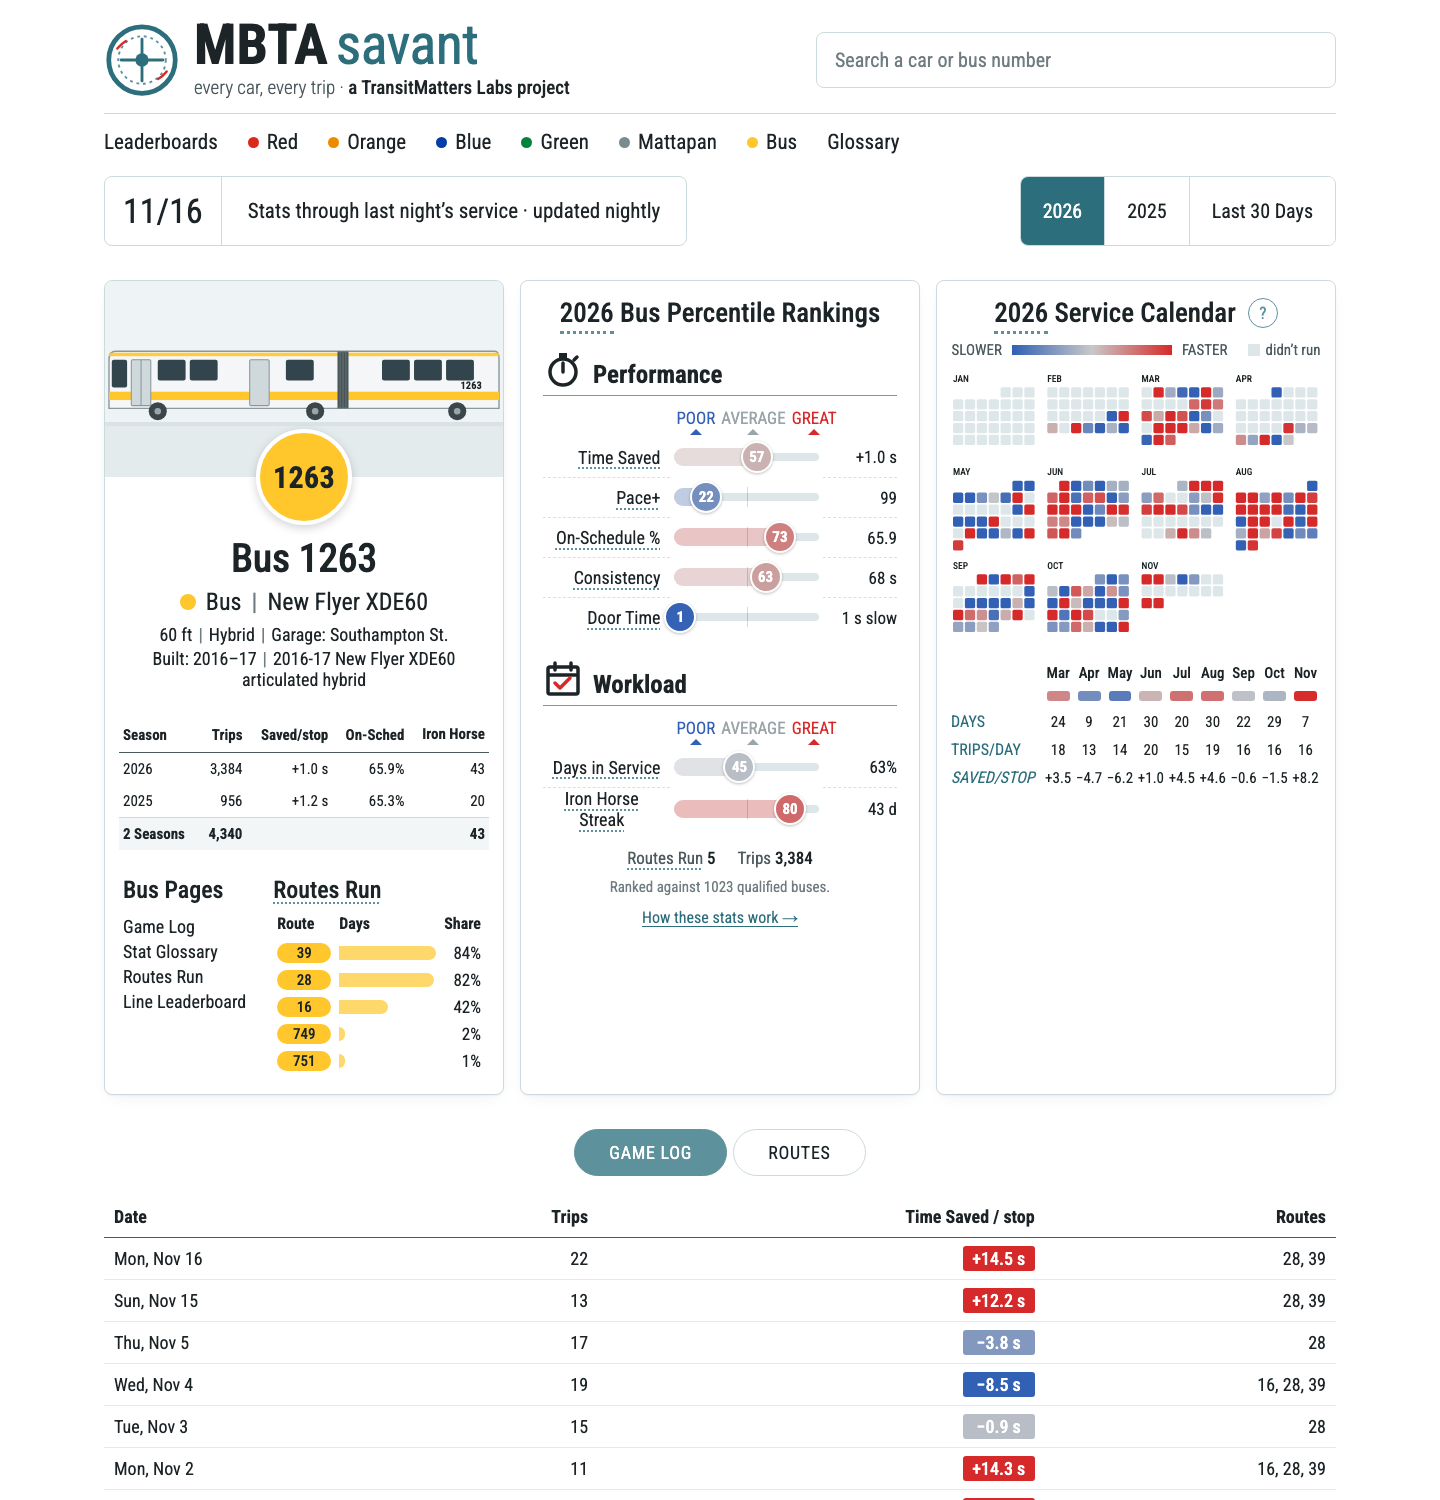 MBTA savant
every car, every trip · a TransitMatters Labs project
Search a car or bus number
Leaderboards Red Orange Blue Green Mattapan Bus Glossary
11/16 Stats through last night’s service · updated nightly
2026 2025 Last 30 Days
1263
1263
Bus 1263
Bus | New Flyer XDE60
60 ft | Hybrid | Garage: Southampton St.
Built: 2016–17 | 2016-17 New Flyer XDE60
articulated hybrid
Season Trips Saved/stop On-Sched Iron Horse
2026 3,384 +1.0 s 65.9% 43
2025 956 +1.2 s 65.3% 20
2 Seasons 4,340 43
Bus Pages
Game Log
Stat Glossary
Routes Run
Line Leaderboard
Routes Run
Route Days Share
39 84%
28 82%
16 42%
749 2%
751 1%
2026 Bus Percentile Rankings
Performance
POOR AVERAGE GREAT
Time Saved 57 +1.0 s
Pace+ 22 99
On-Schedule % 73 65.9
Consistency 63 68 s
Door Time 1 1 s slow
Workload
POOR AVERAGE GREAT
Days in Service 45 63%
Iron Horse
Streak 80 43 d
Routes Run 5 Trips 3,384
Ranked against 1023 qualified buses.
How these stats work →
2026 Service Calendar ?
SLOWER FASTER didn’t run
JAN FEB MAR APR
MAY JUN JUL AUG
SEP OCT NOV
Mar Apr May Jun Jul Aug Sep Oct Nov
DAYS 24 9 21 30 20 30 22 29 7
TRIPS/DAY 18 13 14 20 15 19 16 16 16
SAVED/STOP +3.5 −4.7 −6.2 +1.0 +4.5 +4.6 −0.6 −1.5 +8.2
GAME LOG ROUTES
Date Trips Time Saved / stop Routes
Mon, Nov 16 22 +14.5 s 28, 39
Sun, Nov 15 13 +12.2 s 28, 39
Thu, Nov 5 17 −3.8 s 28
Wed, Nov 4 19 −8.5 s 16, 28, 39
Tue, Nov 3 15 −0.9 s 28
Mon, Nov 2 11 +14.3 s 16, 28, 39